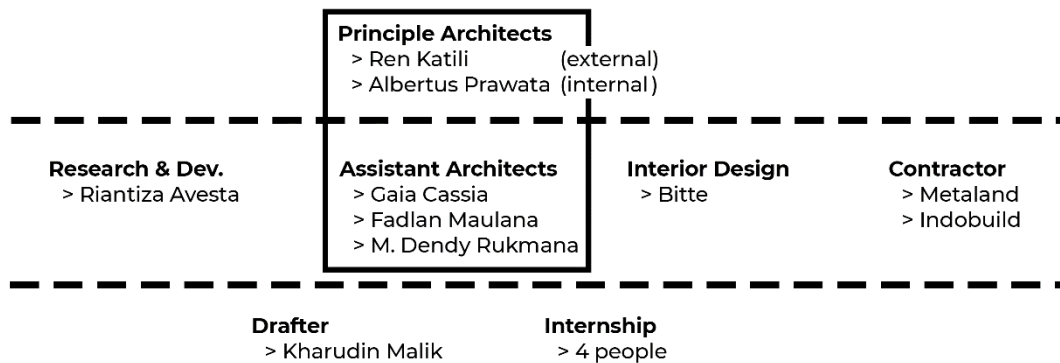 Principle Architects
> Ren Katili (external)
> Albertus Prawata (internal)
Research & Dev.
> Riantiza Avesta
Assistant Architects
> Gaia Cassia
> Fadlan Maulana
> M. Dendy Rukmana
Interior Design
> Bitte
Contractor
> Metaland
> Indobuild
Drafter
> Kharudin Malik
Internship
> 4 people